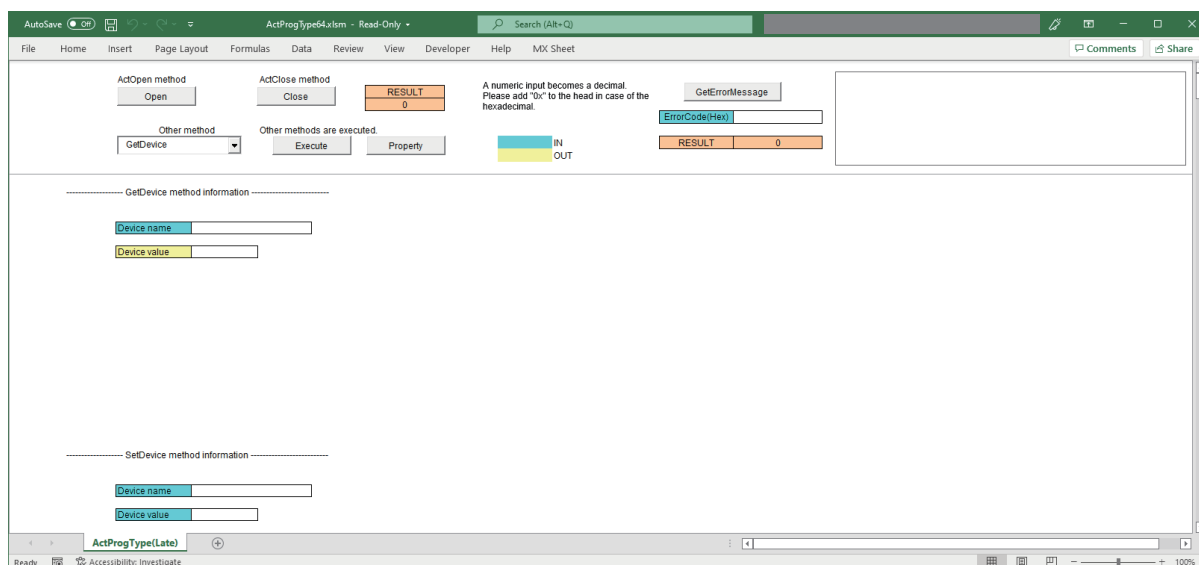 AutoSave Off ActProgType64.xlsm - Read-Only Search (Alt+Q)
File Home Insert Page Layout Formulas Data Review View Developer Help MX Sheet Comments Share
ActOpen method ActClose method
Open Close RESULT
0
A numeric input becomes a decimal.
Please add "0x" to the head in case of the
hexadecimal.
GetErrorMessage
ErrorCode(Hex)
Other method Other methods are executed.
GetDevice Execute Property IN RESULT 0
OUT
------------------- GetDevice method information --------------------------
Device name
Device value
------------------- SetDevice method information --------------------------
Device name
Device value
ActProgType(Late)
Ready Accessibility: Investigate 100%